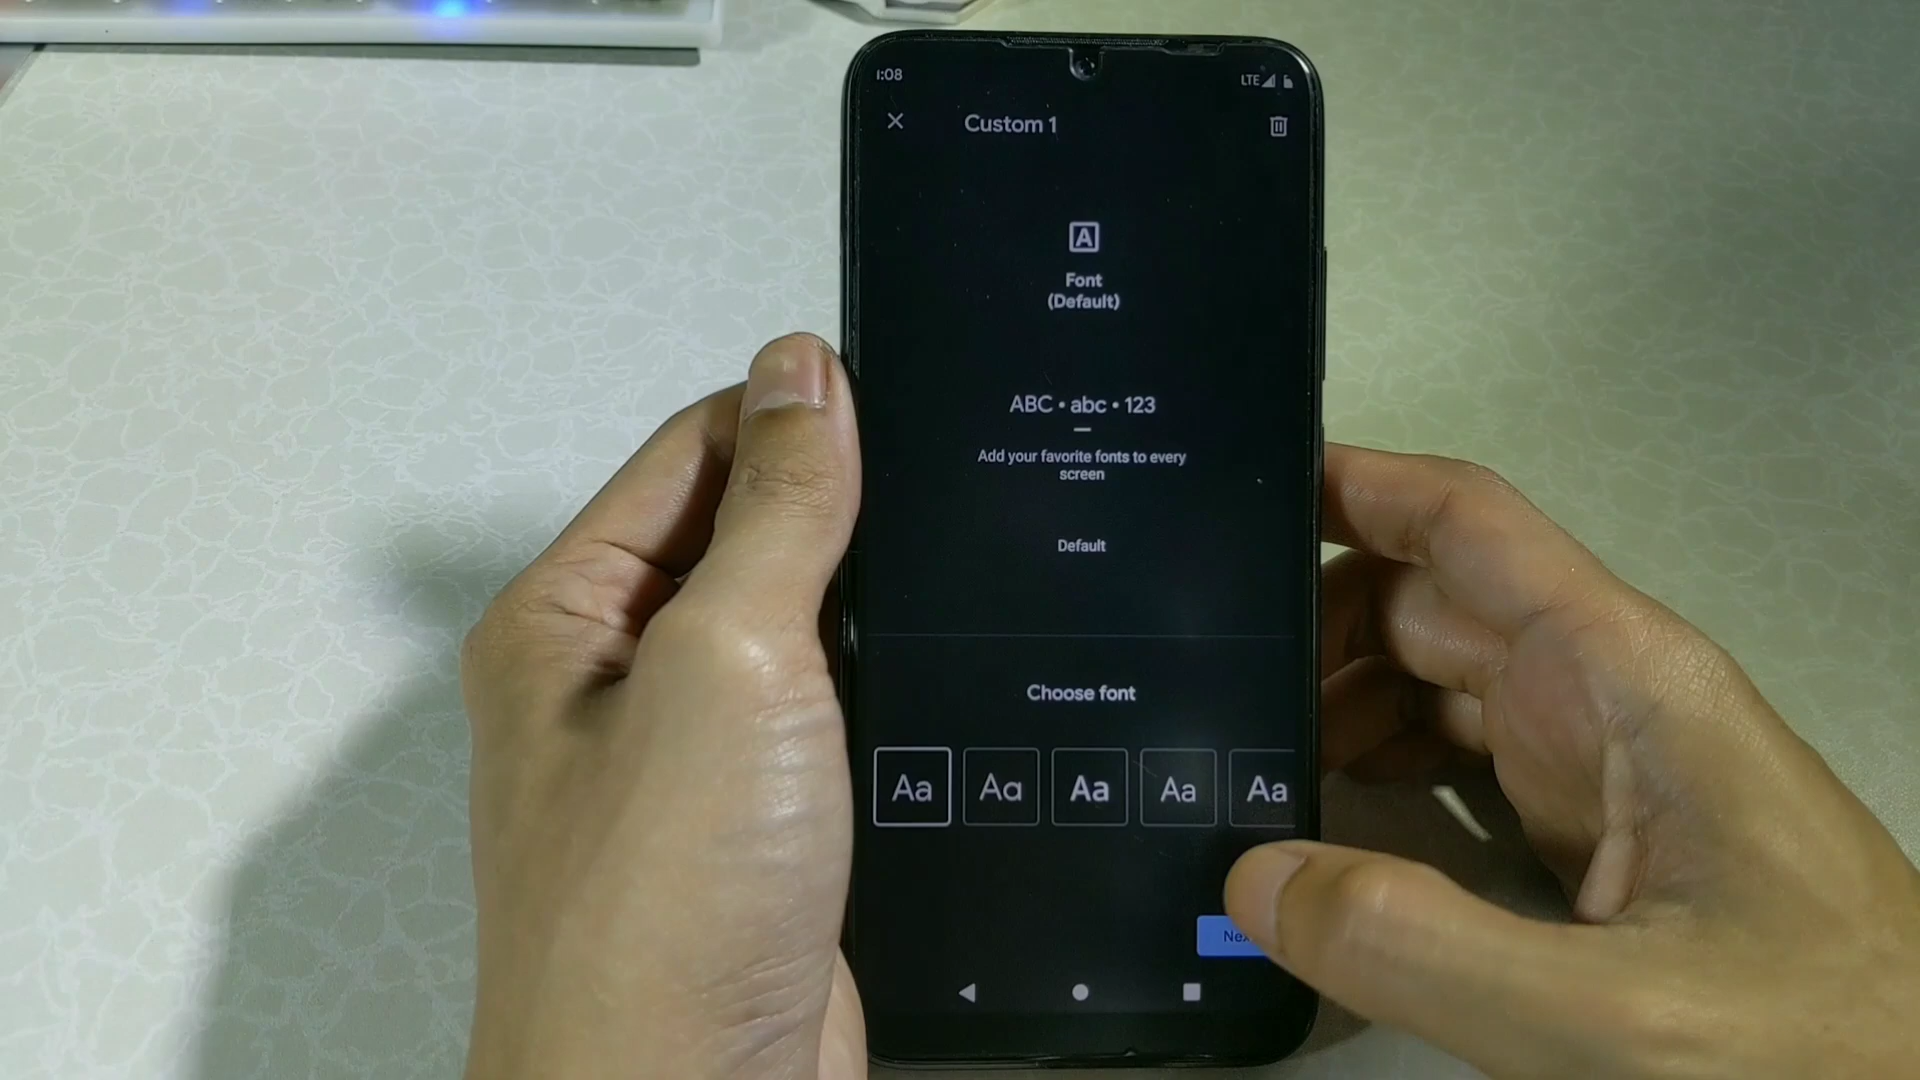 1:08
LTE
Custom 1
A
Font
(Default)
ABC • abc • 123
Add your favorite fonts to every
screen
Default
Choose font
Aa Aa Aa Aa Aa